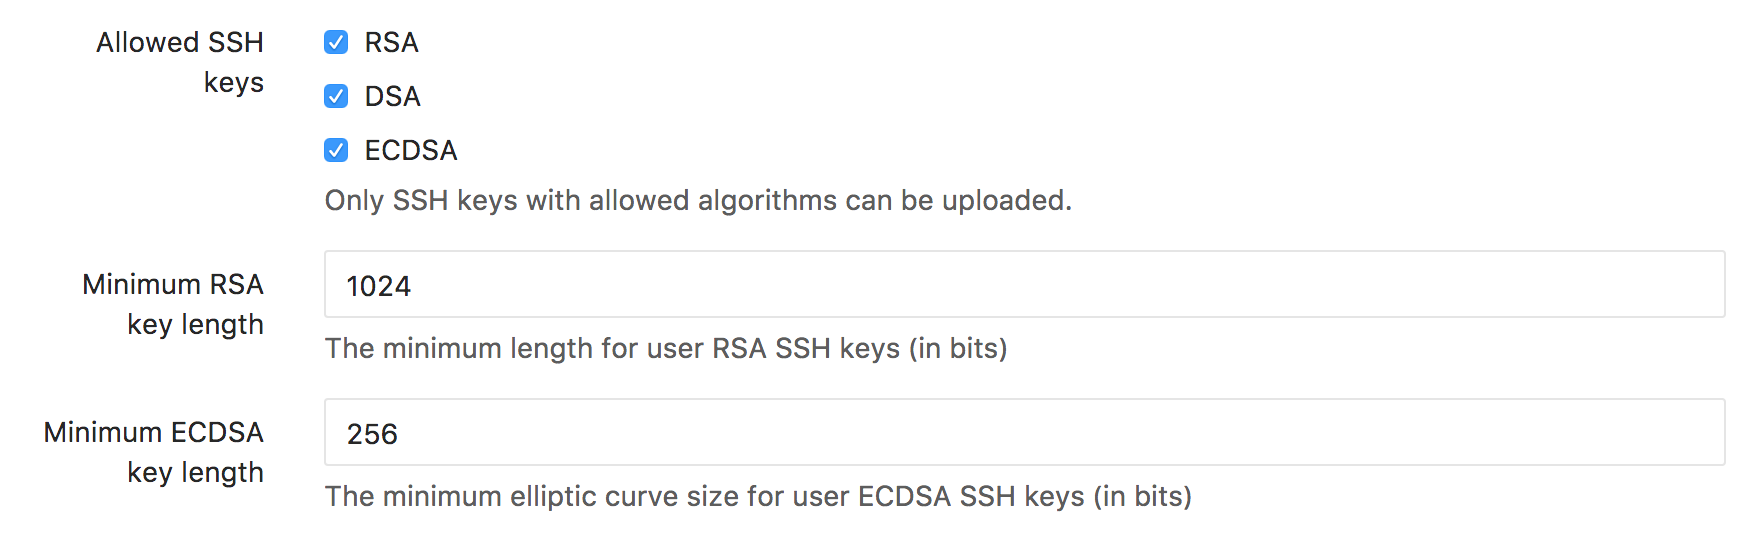 Allowed SSH
keys
RSA
DSA
ECDSA
Only SSH keys with allowed algorithms can be uploaded.
Minimum RSA
key length
1024
The minimum length for user RSA SSH keys (in bits)
Minimum ECDSA
key length
256
The minimum elliptic curve size for user ECDSA SSH keys (in bits)